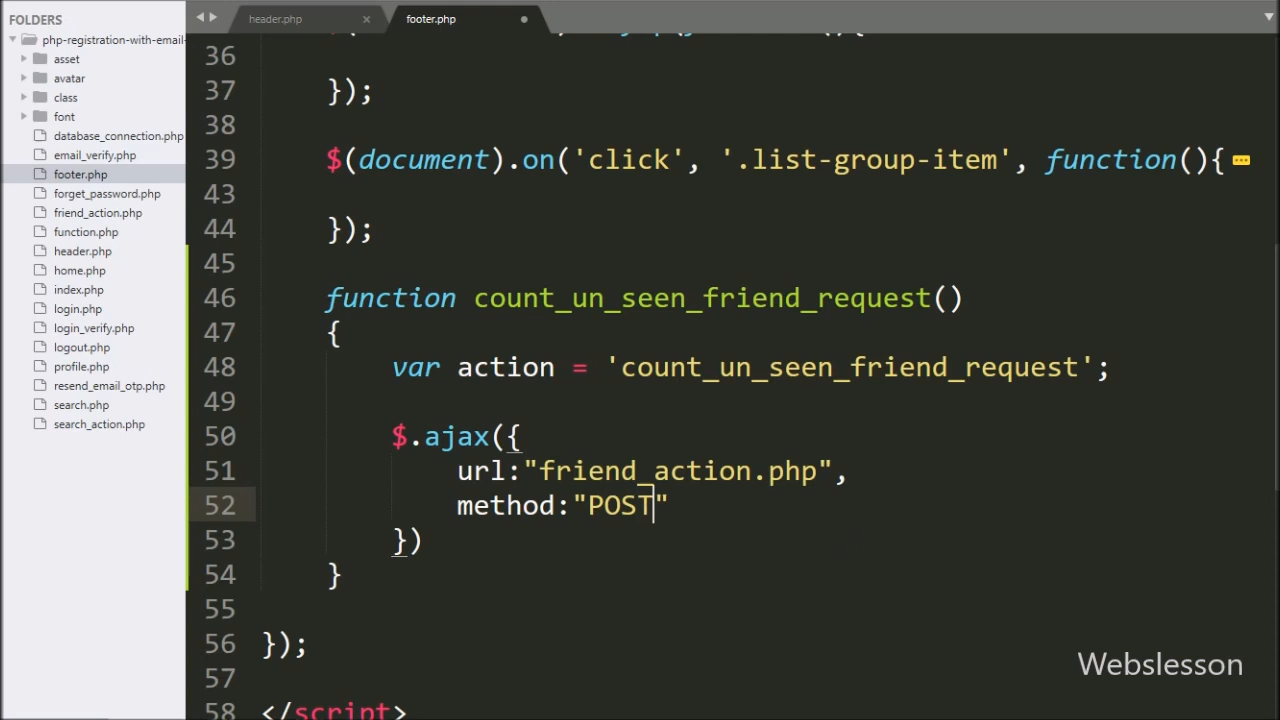 FOLDERS
php-registration-with-email-
asset
avatar
class
font
database_connection.php
email_verify.php
footer.php
forget_password.php
friend_action.php
function.php
header.php
home.php
index.php
login.php
login_verify.php
logout.php
profile.php
resend_email_otp.php
search.php
search_action.php
header.php
footer.php
36
37 });
38
39 $(document).on('click', '.list-group-item', function(){
43
44 });
45
46 function count_un_seen_friend_request()
47 {
48 var action = 'count_un_seen_friend_request';
49
50 $.ajax({
51 url:"friend_action.php",
52 method:"POST"
53 })
54 }
55
56 });
57
58 </script>
Webslesson